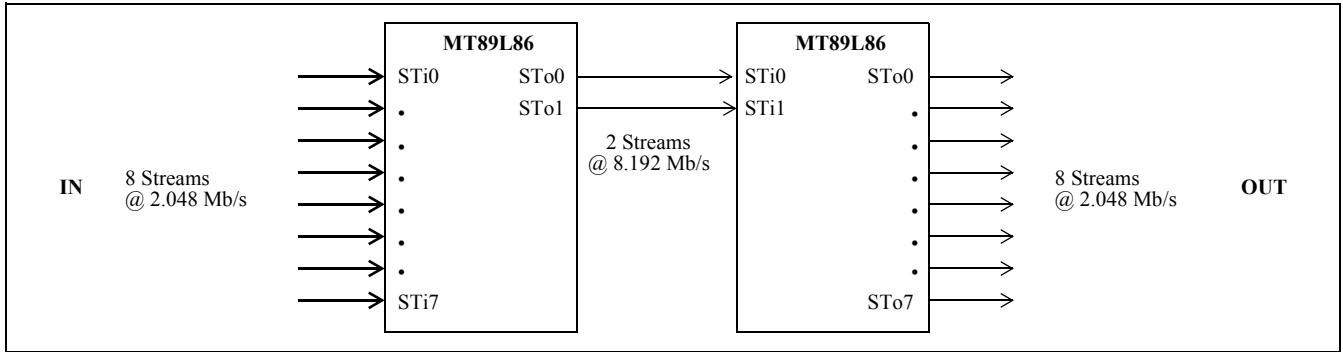 MT89L86
MT89L86
STi0
STo0
STi0
STo0
STo1
STi1
2 Streams
@ 8.192 Mb/s
IN
8 Streams
@ 2.048 Mb/s
8 Streams
@ 2.048 Mb/s
OUT
STi7
STo7